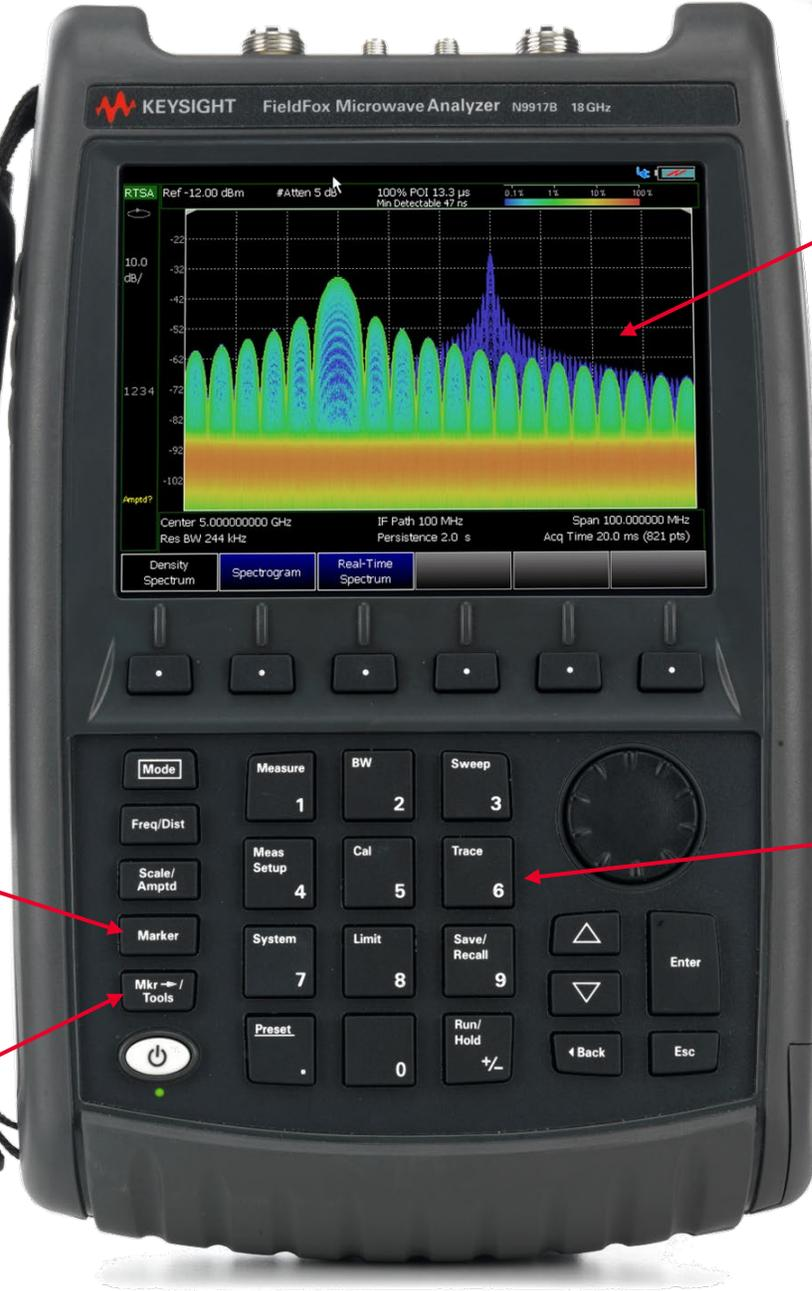 KEYSIGHT FieldFox Microwave Analyzer N9917B 18 GHz
RTSA Ref -12.00 dBm #Atten 5 dB 100% POI 13.3 µs 0.1% 1% 10% 100%
Min Detectable 47 ns
-22
10.0
dB/
-32
-42
-52
-62
1 2 3 4
-72
-82
-92
-102
Amptd?
Center 5.000000000 GHz IF Path 100 MHz Span 100.000000 MHz
Res BW 244 kHz Persistence 2.0 s Acq Time 20.0 ms (821 pts)
Density Spectrum
Spectrogram
Real-Time Spectrum
Mode
Measure 1
BW 2
Sweep 3
Freq/Dist
Meas Setup 4
Cal 5
Trace 6
Scale/
Amptd
Marker
System 7
Limit 8
Save/
Recall 9
Enter
Mkr→/
Tools
Preset .
0
Run/
Hold +/-
Back
Esc